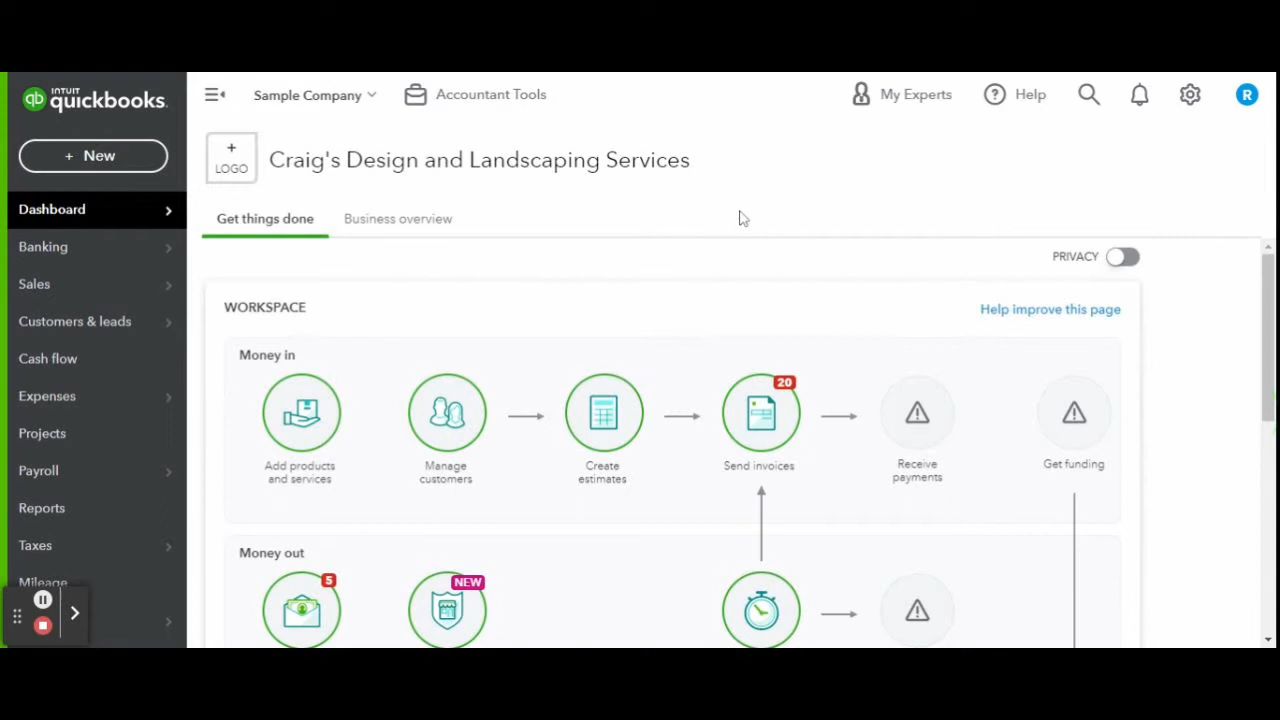 INTUIT
quickbooks.
+ New
Dashboard
Banking
Sales
Customers & leads
Cash flow
Expenses
Projects
Payroll
Reports
Taxes
Mileage
Sample Company
Accountant Tools
My Experts
Help
R
+
LOGO
Craig's Design and Landscaping Services
Get things done
Business overview
PRIVACY
WORKSPACE
Help improve this page
Money in
20
Add products
and services
Manage
customers
Create
estimates
Send invoices
Receive
payments
Get funding
Money out
5
NEW